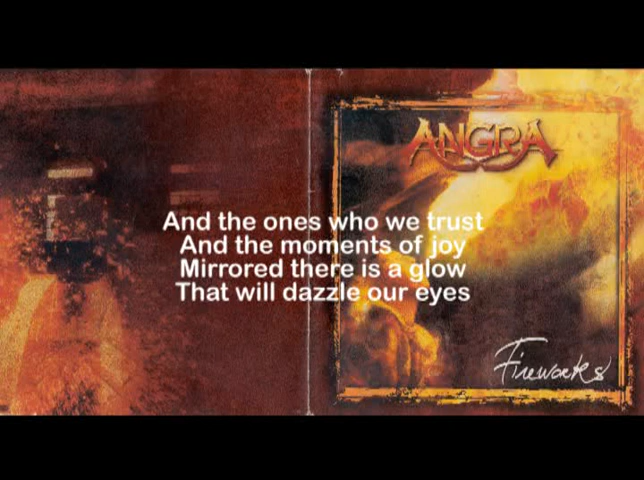 ANGRA
And the ones who we trust
And the moments of joy
Mirrored there is a glow
That will dazzle our eyes
Fireworks